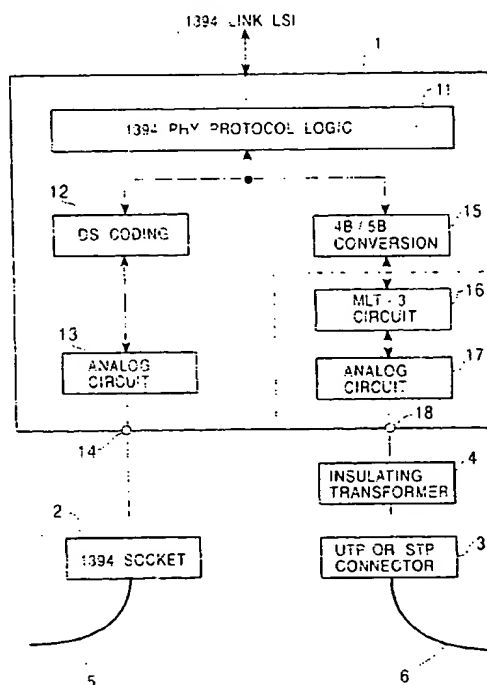 1394 LINK LSI
1
11
1394 PHY PROTOCOL LOGIC
12
DS CODING
15
4B / 5B
CONVERSION
16
MLT - 3
CIRCUIT
13
ANALOG
CIRCUIT
17
ANALOG
CIRCUIT
14
18
4
INSULATING
TRANSFORMER
2
1394 SOCKET
3
UTP OR STP
CONNECTOR
5
6